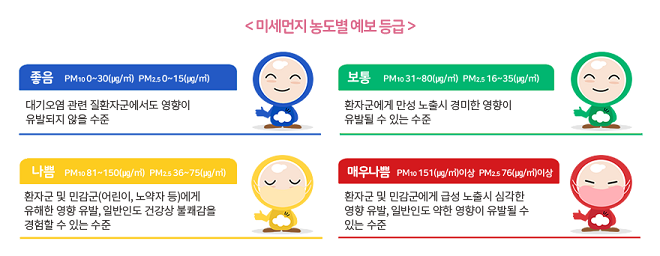 < 미세먼지 농도별 예보 등급 >
좋음 PM10 0~30(㎍/㎥) PM2.5 0~15(㎍/㎥)
대기오염 관련 질환자군에서도 영향이
유발되지 않을 수준
보통 PM10 31~80(㎍/㎥) PM2.5 16~35(㎍/㎥)
환자군에게 만성 노출시 경미한 영향이
유발될 수 있는 수준
나쁨 PM10 81~150(㎍/㎥) PM2.5 36~75(㎍/㎥)
환자군 및 민감군(어린이, 노약자 등)에게
유해한 영향 유발, 일반인도 건강상 불쾌감을
경험할 수 있는 수준
매우나쁨 PM10 151(㎍/㎥)이상 PM2.5 76(㎍/㎥)이상
환자군 및 민감군에게 급성 노출시 심각한
영향 유발, 일반인도 약한 영향이 유발될 수
있는 수준